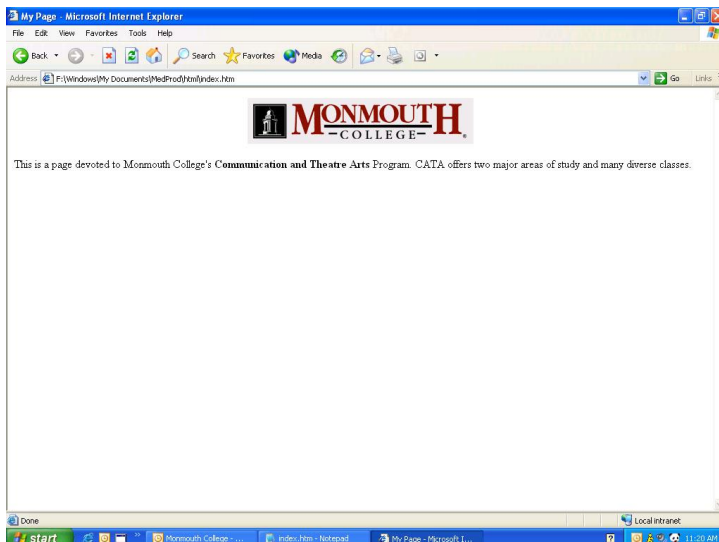 My Page - Microsoft Internet Explorer
File Edit View Favorites Tools Help
Back Search Favorites Media
Address F:\Windows\My Documents\MedProd\html\index.htm Go Links
MONMOUTH
COLLEGE
This is a page devoted to Monmouth College's Communication and Theatre Arts Program. CATA offers two major areas of study and many diverse classes.
Done Local intranet
start Monmouth College - ... index.htm - Notepad My Page - Microsoft I... 11:20 AM